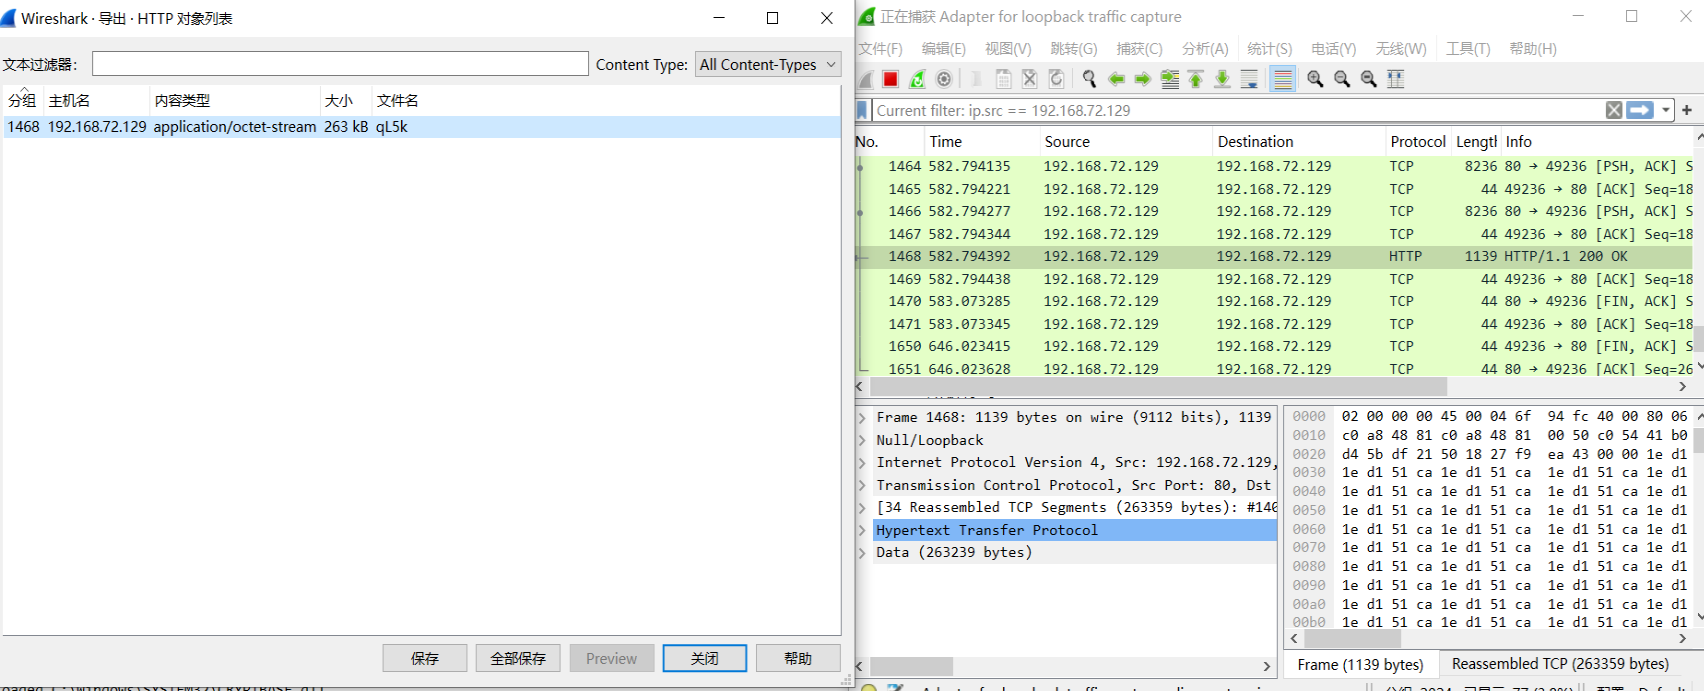 Wireshark · 导出 · HTTP 对象列表
文本过滤器:
Content Type: All Content-Types
分组 主机名 内容类型 大小 文件名
1468 192.168.72.129 application/octet-stream 263 kB qL5k
保存 全部保存 Preview 关闭 帮助
正在捕获 Adapter for loopback traffic capture
文件(F) 编辑(E) 视图(V) 跳转(G) 捕获(C) 分析(A) 统计(S) 电话(Y) 无线(W) 工具(T) 帮助(H)
Current filter: ip.src == 192.168.72.129
No. Time Source Destination Protocol Length Info
1464 582.794135 192.168.72.129 192.168.72.129 TCP 8236 80 → 49236 [PSH, ACK] S
1465 582.794221 192.168.72.129 192.168.72.129 TCP 44 49236 → 80 [ACK] Seq=18
1466 582.794277 192.168.72.129 192.168.72.129 TCP 8236 80 → 49236 [PSH, ACK] S
1467 582.794344 192.168.72.129 192.168.72.129 TCP 44 49236 → 80 [ACK] Seq=18
1468 582.794392 192.168.72.129 192.168.72.129 HTTP 1139 HTTP/1.1 200 OK
1469 582.794438 192.168.72.129 192.168.72.129 TCP 44 49236 → 80 [ACK] Seq=18
1470 583.073285 192.168.72.129 192.168.72.129 TCP 44 80 → 49236 [FIN, ACK] S
1471 583.073345 192.168.72.129 192.168.72.129 TCP 44 49236 → 80 [ACK] Seq=18
1650 646.023415 192.168.72.129 192.168.72.129 TCP 44 49236 → 80 [FIN, ACK] S
1651 646.023628 192.168.72.129 192.168.72.129 TCP 44 80 → 49236 [ACK] Seq=26
Frame 1468: 1139 bytes on wire (9112 bits), 1139
Null/Loopback
Internet Protocol Version 4, Src: 192.168.72.129,
Transmission Control Protocol, Src Port: 80, Dst
[34 Reassembled TCP Segments (263359 bytes): #140
Hypertext Transfer Protocol
Data (263239 bytes)
0000 02 00 00 00 45 00 04 6f 94 fc 40 00 80 06
0010 c0 a8 48 81 c0 a8 48 81 00 50 c0 54 41 b0
0020 d4 5b df 21 50 18 27 f9 ea 43 00 00 1e d1
0030 1e d1 51 ca 1e d1 51 ca 1e d1 51 ca 1e d1
0040 1e d1 51 ca 1e d1 51 ca 1e d1 51 ca 1e d1
0050 1e d1 51 ca 1e d1 51 ca 1e d1 51 ca 1e d1
0060 1e d1 51 ca 1e d1 51 ca 1e d1 51 ca 1e d1
0070 1e d1 51 ca 1e d1 51 ca 1e d1 51 ca 1e d1
0080 1e d1 51 ca 1e d1 51 ca 1e d1 51 ca 1e d1
0090 1e d1 51 ca 1e d1 51 ca 1e d1 51 ca 1e d1
00a0 1e d1 51 ca 1e d1 51 ca 1e d1 51 ca 1e d1
00b0 1e d1 51 ca 1e d1 51 ca 1e d1 51 ca 1e d1
Frame (1139 bytes) Reassembled TCP (263359 bytes)